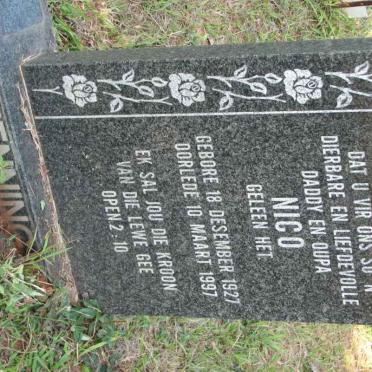 DAT U VIR ONS SO 'N
DIERBARE EN LIEFDEVOLLE
DADDY EN OUPA
NICO
GELEEN HET
GEBORE 18 DESEMBER 1927
OORLEDE 10 MAART 1997
EK SAL JOU DIE KROON
VAN DIE LEWE GEE
OPENB 2 : 10